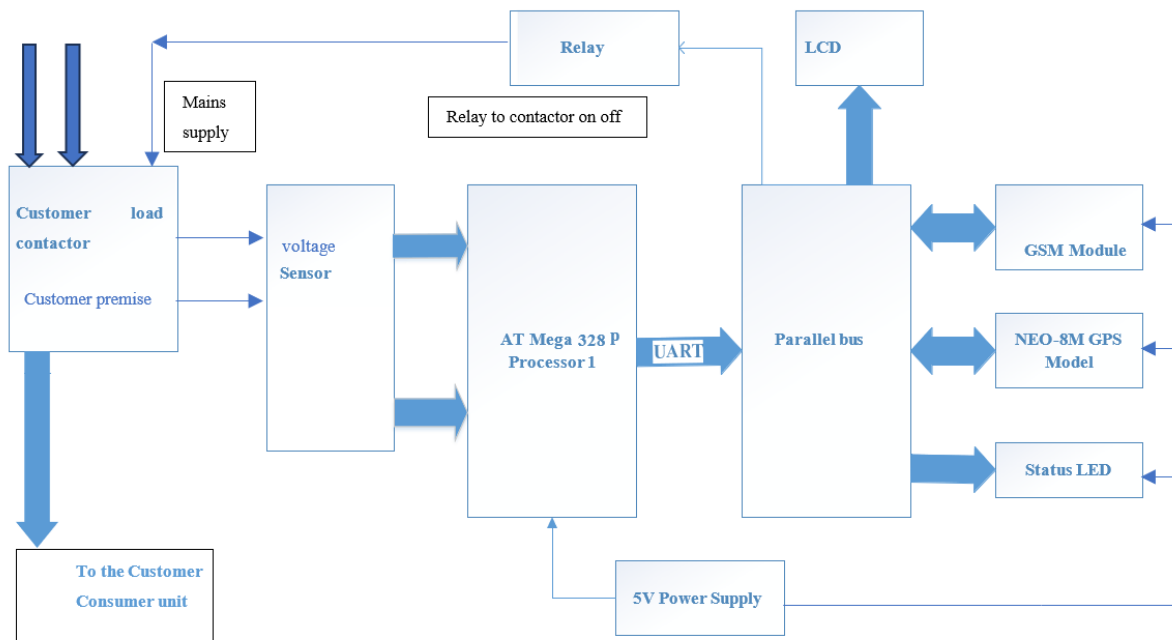 Relay
LCD
Mains
supply
Relay to contactor on off
Customer load
contactor
Customer premise
voltage
Sensor
AT Mega 328 P
Processor 1
UART
Parallel bus
GSM Module
NEO-8M GPS
Model
Status LED
To the Customer
Consumer unit
5V Power Supply